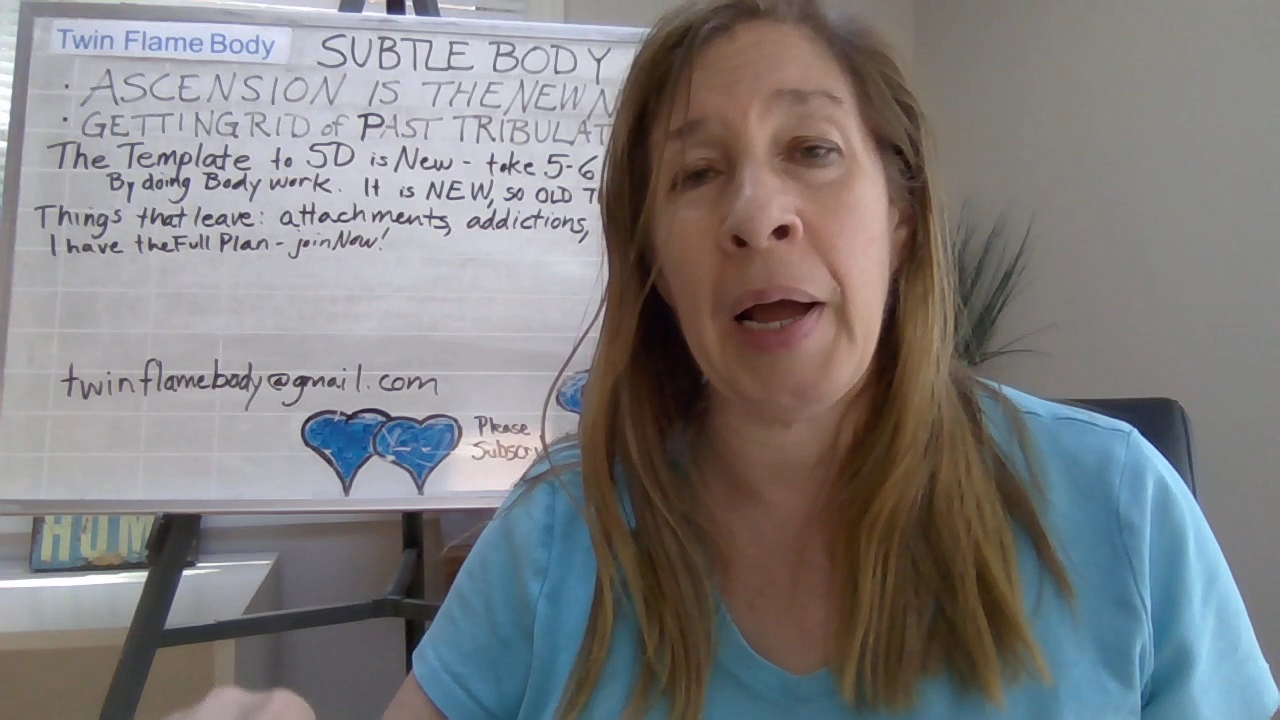 Twin Flame Body
SUBTLE BODY
· ASCENSION IS THE NEW
· GETTING RID of PAST
The Template to 5D is New - take 5-6
By doing Body work. It is NEW, so OLD
Things that leave: attachments, addictions,
I have the Full Plan - join Now!
twinflamebody@gmail.com
Please
HOM